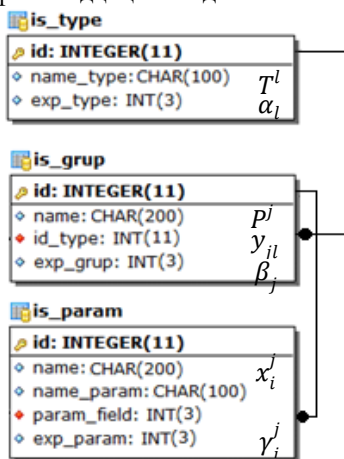 is_type
id: INTEGER(11)
name_type: CHAR(100) T^l
exp_type: INT(3) α_l
is_grup
id: INTEGER(11)
name: CHAR(200) P^j
id_type: INT(11) y_{jl}
exp_grup: INT(3) β_j
is_param
id: INTEGER(11)
name: CHAR(200) x_i^j
name_param: CHAR(100)
param_field: INT(3)
exp_param: INT(3) γ_i^j